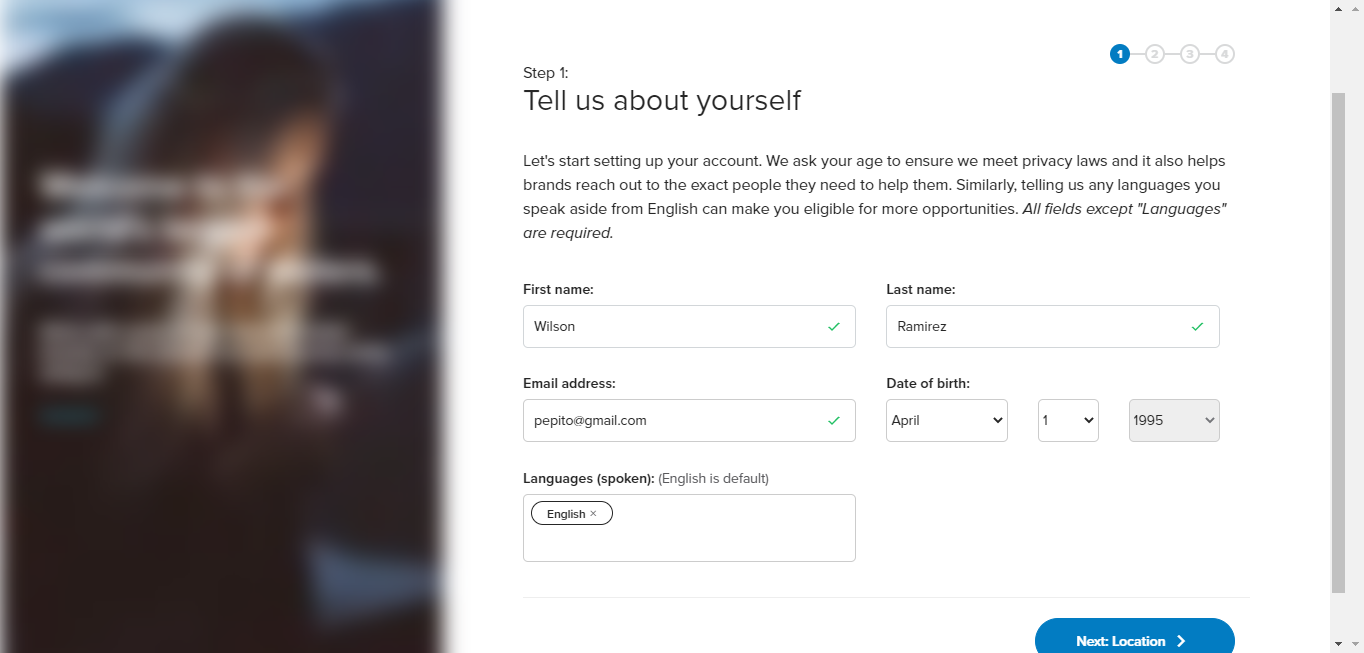 1 2 3 4
Step 1:
Tell us about yourself
Let's start setting up your account. We ask your age to ensure we meet privacy laws and it also helps
brands reach out to the exact people they need to help them. Similarly, telling us any languages you
speak aside from English can make you eligible for more opportunities. All fields except "Languages"
are required.
First name: Last name:
Wilson Ramirez
Email address: Date of birth:
pepito@gmail.com April 1 1995
Languages (spoken): (English is default)
English ×
Next: Location